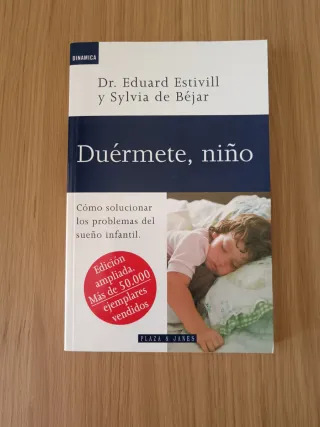 DINAMICA
Dr. Eduard Estivill
y Sylvia de Béjar
Duérmete, niño
Cómo solucionar
los problemas del
sueño infantil.
Edición
ampliada.
Más de 50.000
ejemplares
vendidos
PLAZA & JANES